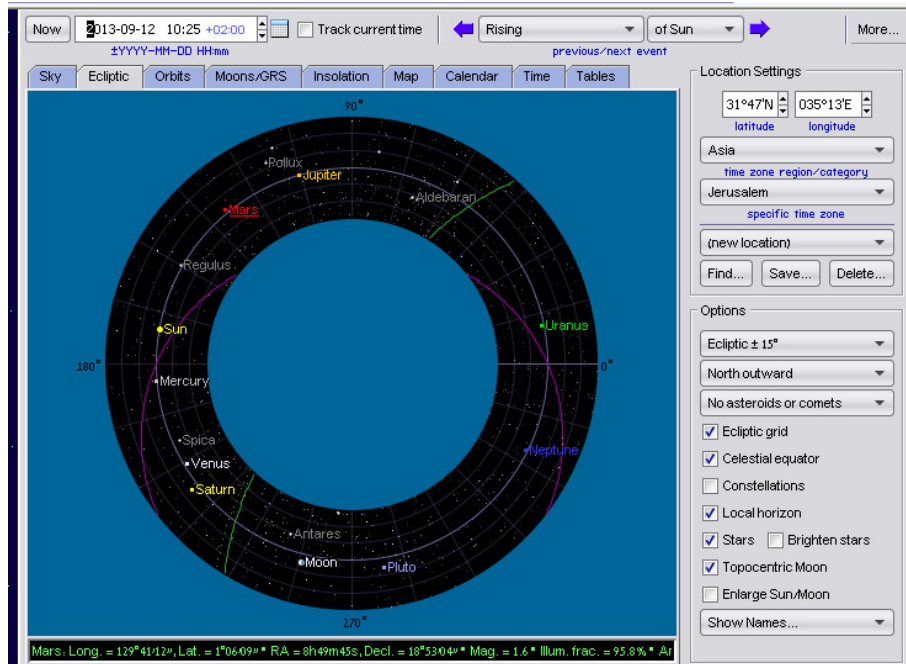 Now 2013-09-12 10:25 +02:00 Track current time Rising of Sun More...
±YYYY-MM-DD HH:mm previous/next event
Sky Ecliptic Orbits Moons/GRS Insolation Map Calendar Time Tables
90°
Pollux
Jupiter
Aldebaran
Mars
Regulus
Sun
Uranus
180°
0°
Mercury
Spica
Neptune
Venus
Saturn
Antares
Moon
Pluto
270°
Mars: Long. = 129°41'12", Lat. = 1°06'09" • RA = 8h49m45s, Decl. = 18°53'04" • Mag. = 1.6 • Illum. frac. = 95.8% • Ar
Location Settings
31°47'N 035°13'E
latitude longitude
Asia
time zone region/category
Jerusalem
specific time zone
(new location)
Find... Save... Delete...
Options
Ecliptic ± 15°
North outward
No asteroids or comets
Ecliptic grid
Celestial equator
Constellations
Local horizon
Stars Brighten stars
Topocentric Moon
Enlarge Sun/Moon
Show Names...